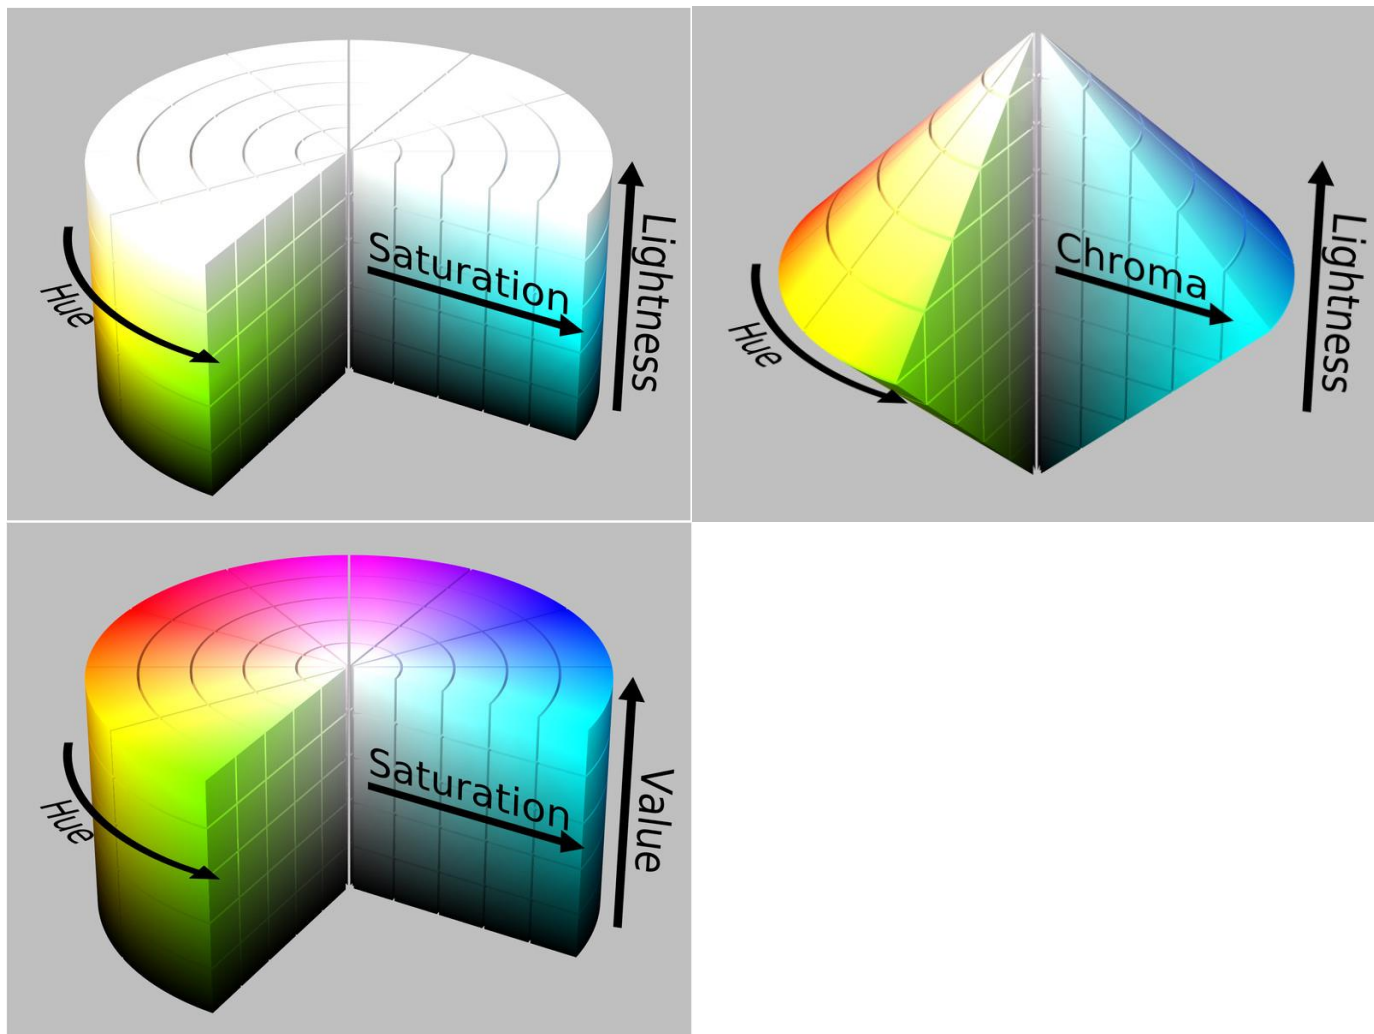 Hue
Saturation
Lightness
Hue
Chroma
Lightness
Hue
Saturation
Value